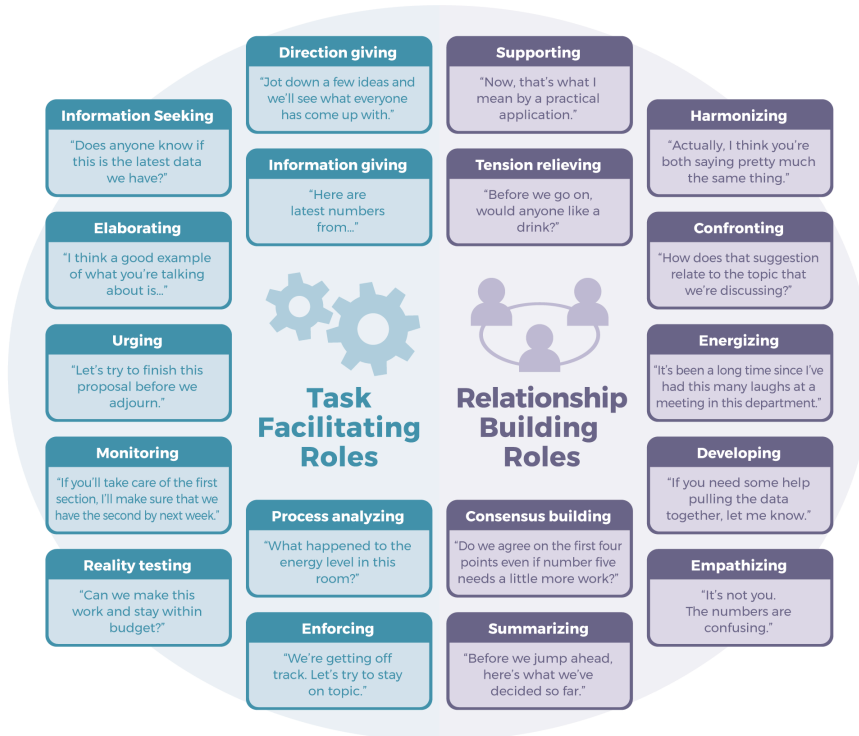 Direction giving
“Jot down a few ideas and
we’ll see what everyone
has come up with.”
Supporting
“Now, that’s what I
mean by a practical
application.”
Information Seeking
“Does anyone know if
this is the latest data
we have?”
Information giving
“Here are
latest numbers
from...”
Tension relieving
“Before we go on,
would anyone like a
drink?”
Harmonizing
“Actually, I think you’re
both saying pretty much
the same thing.”
Elaborating
“I think a good example
of what you’re talking
about is...”
Confronting
“How does that suggestion
relate to the topic that
we’re discussing?”
Urging
“Let’s try to finish this
proposal before we
adjourn.”
Task
Facilitating
Roles
Relationship
Building
Roles
Energizing
“It’s been a long time since I’ve
had this many laughs at a
meeting in this department.”
Monitoring
“If you’ll take care of the first
section, I’ll make sure that we
have the second by next week.”
Developing
“If you need some help
pulling the data
together, let me know.”
Process analyzing
“What happened to the
energy level in this
room?”
Consensus building
“Do we agree on the first four
points even if number five
needs a little more work?”
Reality testing
“Can we make this
work and stay within
budget?”
Empathizing
“It’s not you.
The numbers are
confusing.”
Enforcing
“We’re getting off
track. Let’s try to stay
on topic.”
Summarizing
“Before we jump ahead,
here’s what we’ve
decided so far.”